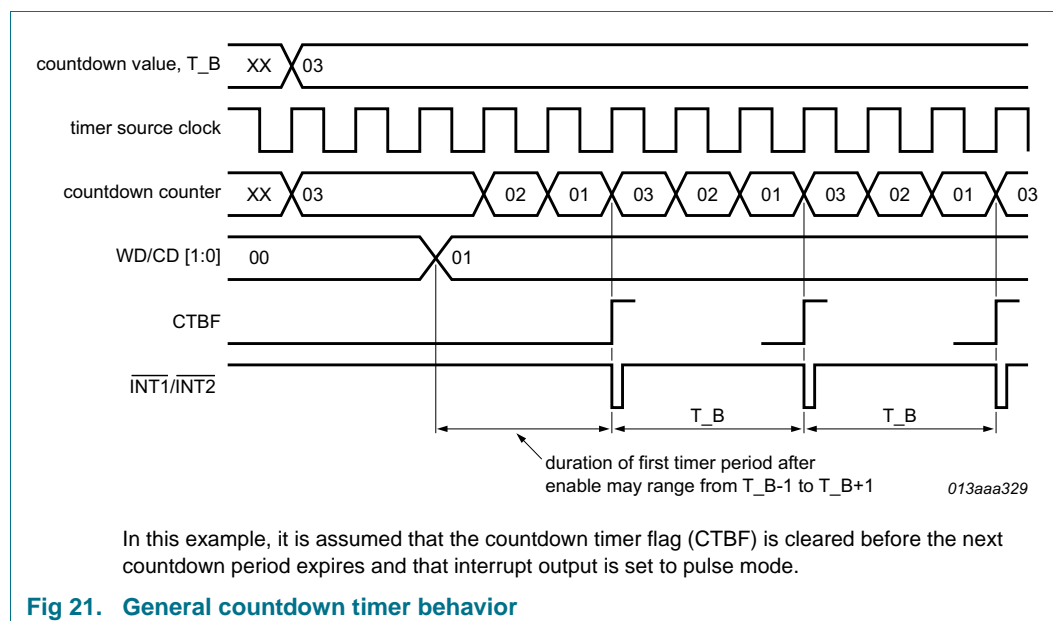 countdown value, T_B XX 03
timer source clock
countdown counter XX 03 02 01 03 02 01 03 02 01 03
WD/CD [1:0] 00 01
CTBF
INT1/INT2
T_B T_B
duration of first timer period after
enable may range from T_B-1 to T_B+1
013aaa329
In this example, it is assumed that the countdown timer flag (CTBF) is cleared before the next
countdown period expires and that interrupt output is set to pulse mode.
Fig 21. General countdown timer behavior